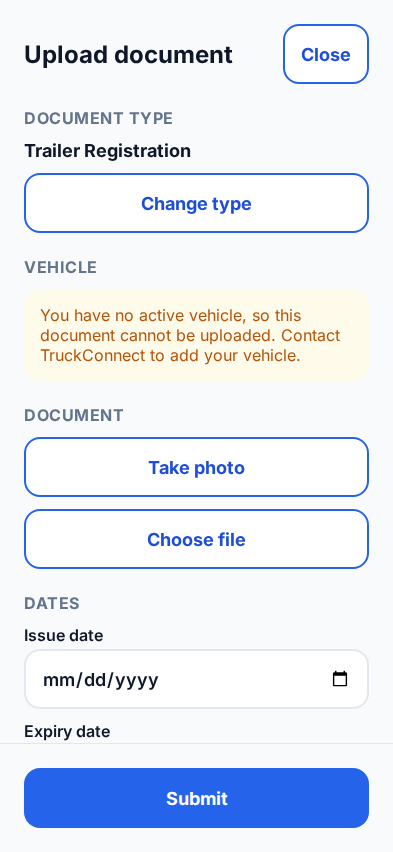 Upload document
Close
DOCUMENT TYPE
Trailer Registration
Change type
VEHICLE
You have no active vehicle, so this
document cannot be uploaded. Contact
TruckConnect to add your vehicle.
DOCUMENT
Take photo
Choose file
DATES
Issue date
mm/dd/yyyy
Expiry date
Submit